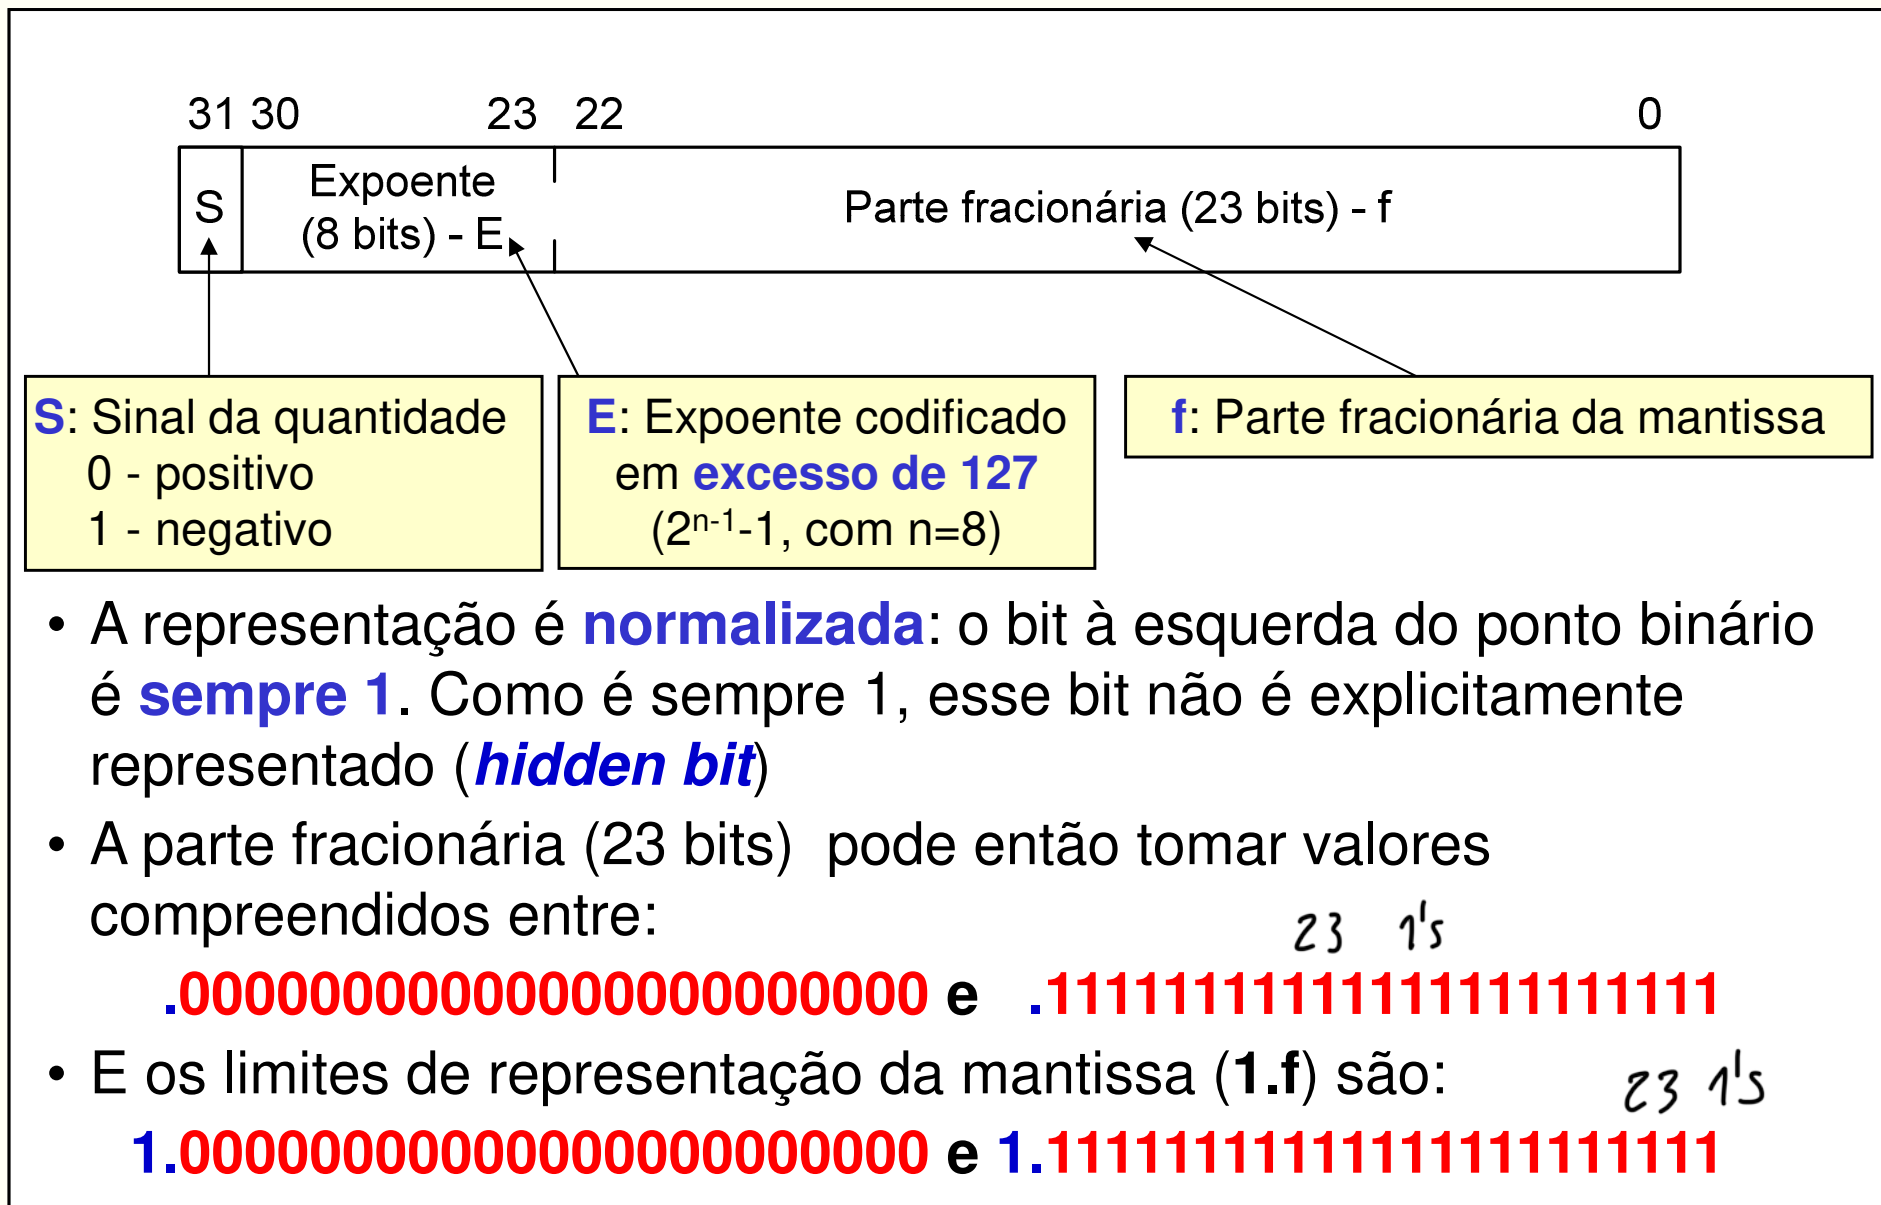 31 30 23 22 0
S
Expoente
(8 bits) - E
Parte fracionária (23 bits) - f
S: Sinal da quantidade
0 - positivo
1 - negativo
E: Expoente codificado
em excesso de 127
(2n-1-1, com n=8)
f: Parte fracionária da mantissa
• A representação é normalizada: o bit à esquerda do ponto binário
é sempre 1. Como é sempre 1, esse bit não é explicitamente
representado (hidden bit)
• A parte fracionária (23 bits) pode então tomar valores
compreendidos entre:
23 1's
.00000000000000000000000 e .11111111111111111111111
• E os limites de representação da mantissa (1.f) são:
23 1's
1.00000000000000000000000 e 1.11111111111111111111111